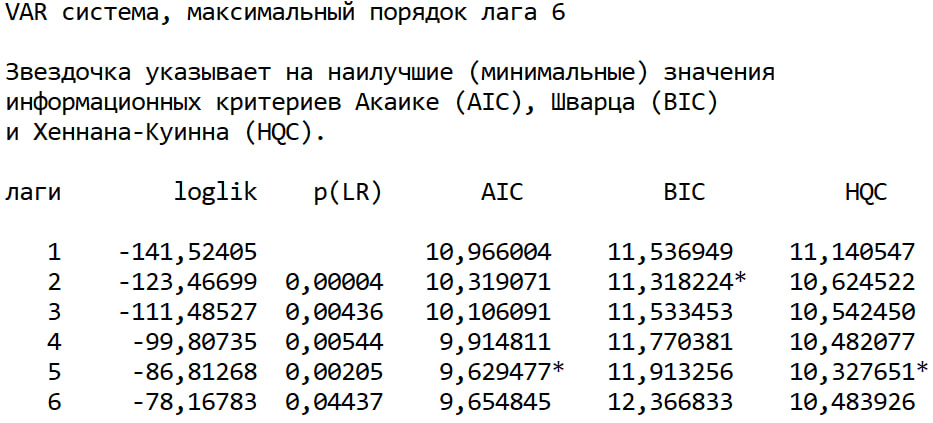 VAR система, максимальный порядок лага 6
Звездочка указывает на наилучшие (минимальные) значения
информационных критериев Акаике (AIC), Шварца (BIC)
и Хеннана-Куинна (HQC).
лаги loglik p(LR) AIC BIC HQC
1 -141,52405 10,966004 11,536949 11,140547
2 -123,46699 0,00004 10,319071 11,318224* 10,624522
3 -111,48527 0,00436 10,106091 11,533453 10,542450
4 -99,80735 0,00544 9,914811 11,770381 10,482077
5 -86,81268 0,00205 9,629477* 11,913256 10,327651*
6 -78,16783 0,04437 9,654845 12,366833 10,483926